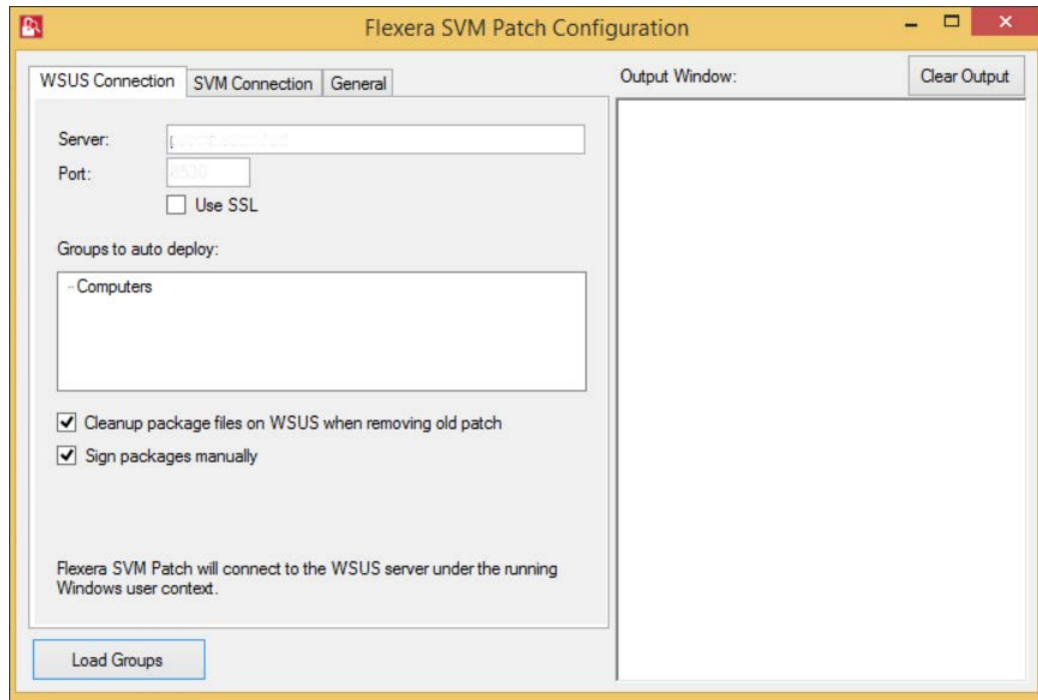 Flexera SVM Patch Configuration
WSUS Connection
SVM Connection
General
Output Window:
Clear Output
Server:
Port:
8530
Use SSL
Groups to auto deploy:
Computers
Cleanup package files on WSUS when removing old patch
Sign packages manually
Flexera SVM Patch will connect to the WSUS server under the running
Windows user context.
Load Groups